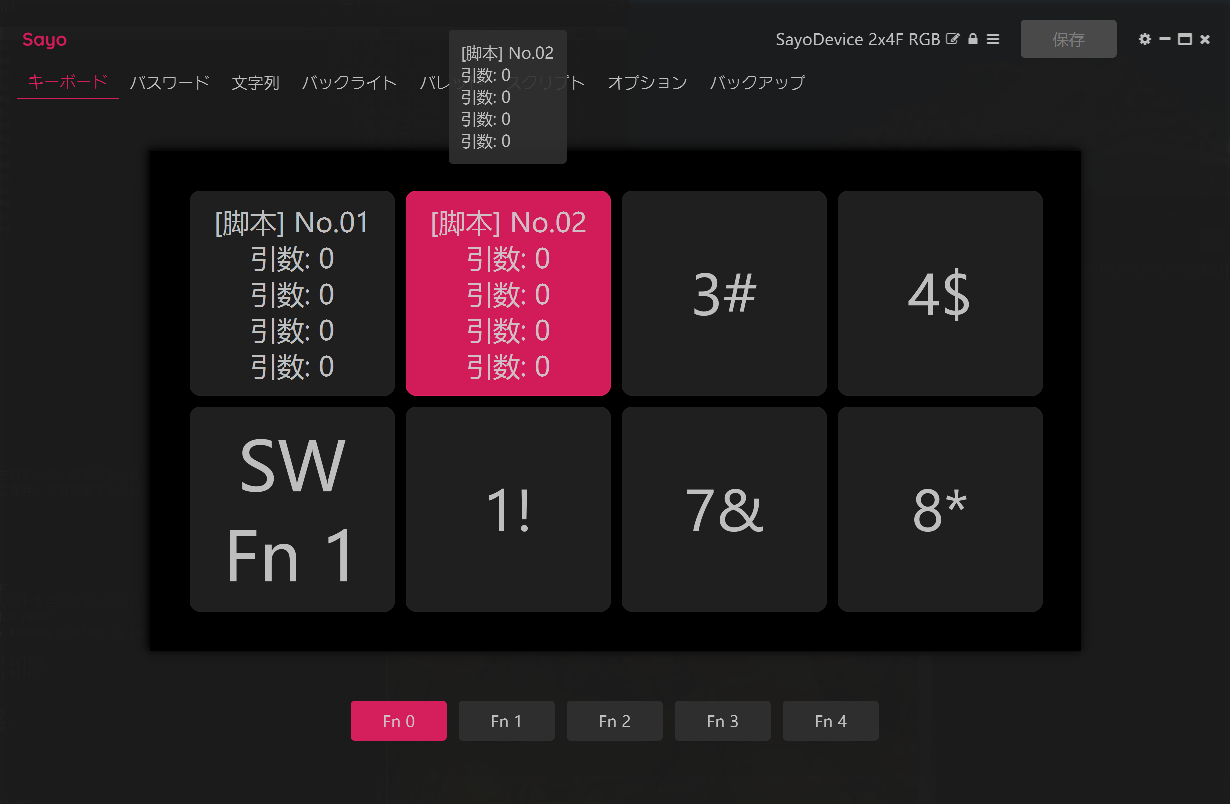 Sayo
SayoDevice 2x4F RGB
保存
キーボード
パスワード
文字列
バックライト
パレ
スクリプト
オプション
バックアップ
[脚本] No.02
引数: 0
引数: 0
引数: 0
引数: 0
[脚本] No.01
引数: 0
引数: 0
引数: 0
引数: 0
[脚本] No.02
引数: 0
引数: 0
引数: 0
引数: 0
3#
4$
SW
Fn 1
1!
7&
8*
Fn 0
Fn 1
Fn 2
Fn 3
Fn 4